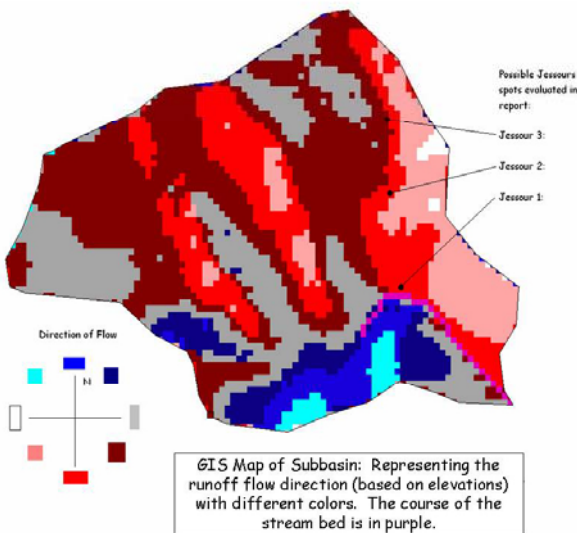 Possible Jessours
spots evaluated in
report:
Jessour 3:
Jessour 2:
Jessour 1:
Direction of Flow
N
GIS Map of Subbasin: Representing the
runoff flow direction (based on elevations)
with different colors. The course of the
stream bed is in purple.